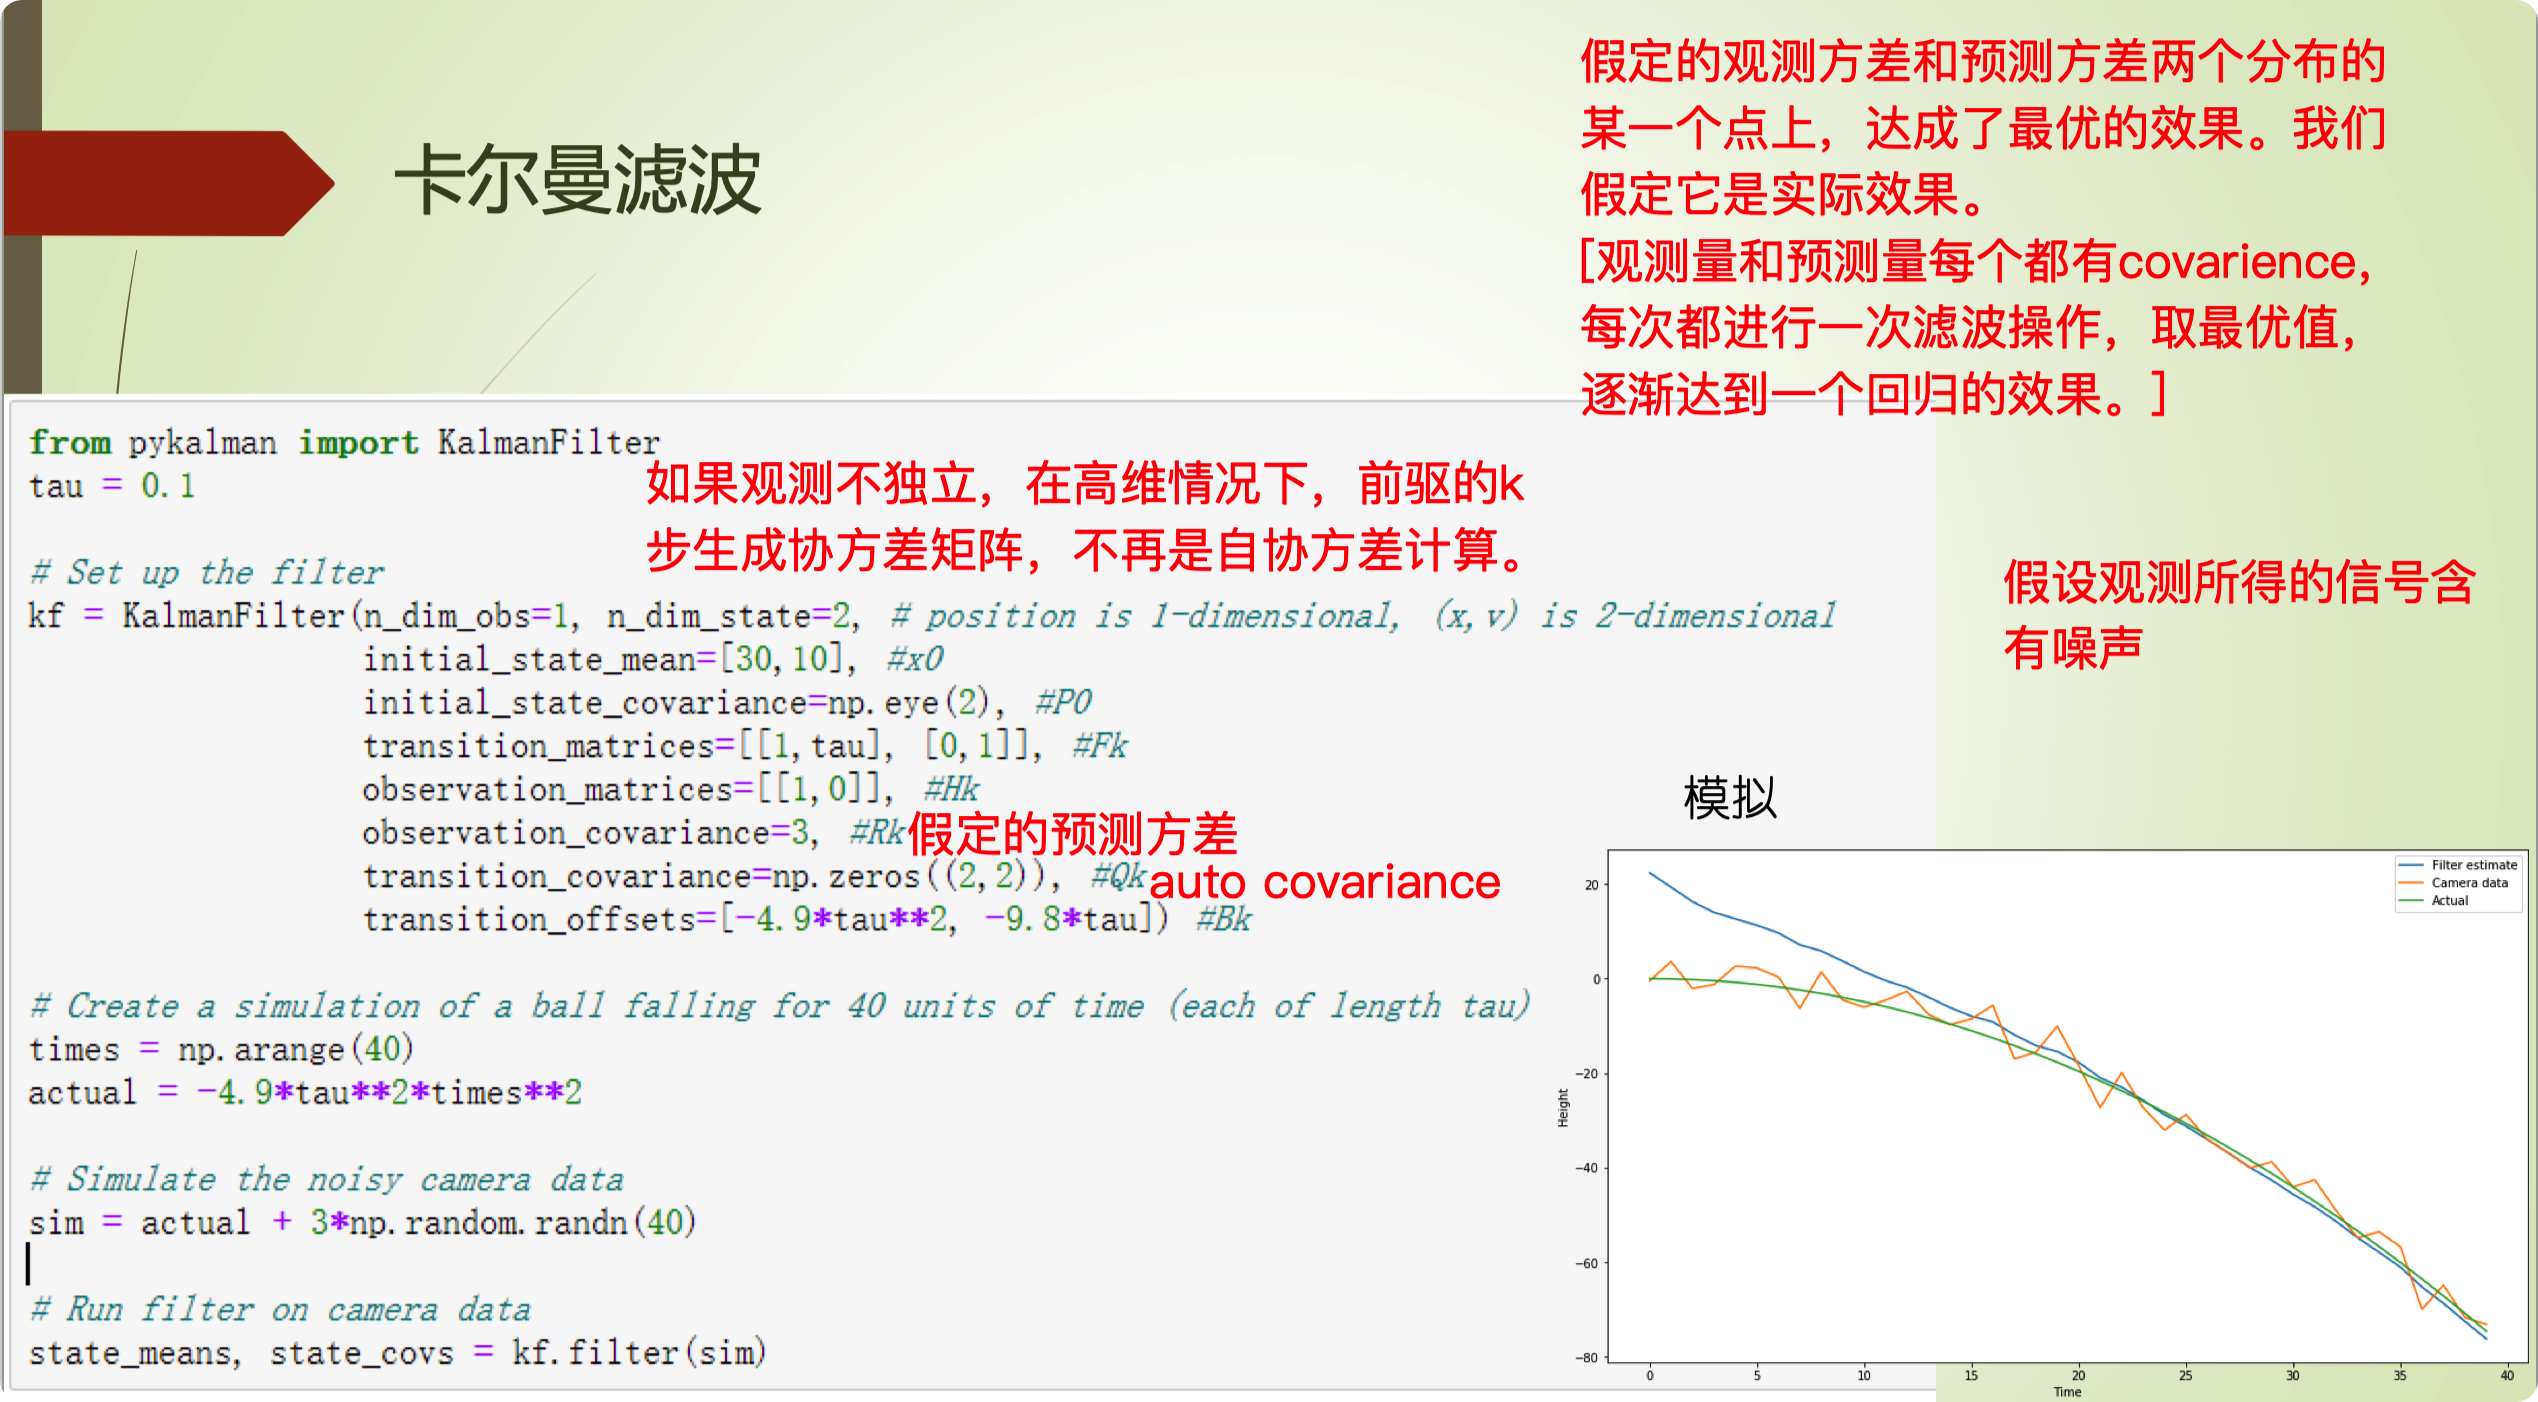 假定的观测方差和预测方差两个分布的
某一个点上，达成了最优的效果。我们
假定它是实际效果。
[观测量和预测量每个都有covarience，
每次都进行一次滤波操作，取最优值，
逐渐达到一个回归的效果。]
卡尔曼滤波
from pykalman import KalmanFilter
tau = 0.1
如果观测不独立，在高维情况下，前驱的k
步生成协方差矩阵，不再是自协方差计算。
# Set up the filter
kf = KalmanFilter(n_dim_obs=1, n_dim_state=2, # position is 1-dimensional, (x,v) is 2-dimensional
initial_state_mean=[30,10], #x0
initial_state_covariance=np.eye(2), #P0
transition_matrices=[[1,tau], [0,1]], #Fk
observation_matrices=[[1,0]], #Hk
observation_covariance=3, #Rk假定的预测方差
transition_covariance=np.zeros((2,2)), #Qkauto covariance
transition_offsets=[-4.9*tau**2, -9.8*tau]) #Bk
# Create a simulation of a ball falling for 40 units of time (each of length tau)
times = np.arange(40)
actual = -4.9*tau**2*times**2
# Simulate the noisy camera data
sim = actual + 3*np.random.randn(40)
# Run filter on camera data
state_means, state_covs = kf.filter(sim)
假设观测所得的信号含
有噪声
模拟
Filter estimate
Camera data
Actual
20
0
−20
−40
−60
−80
Height
0 5 10 15 20 25 30 35 40
Time